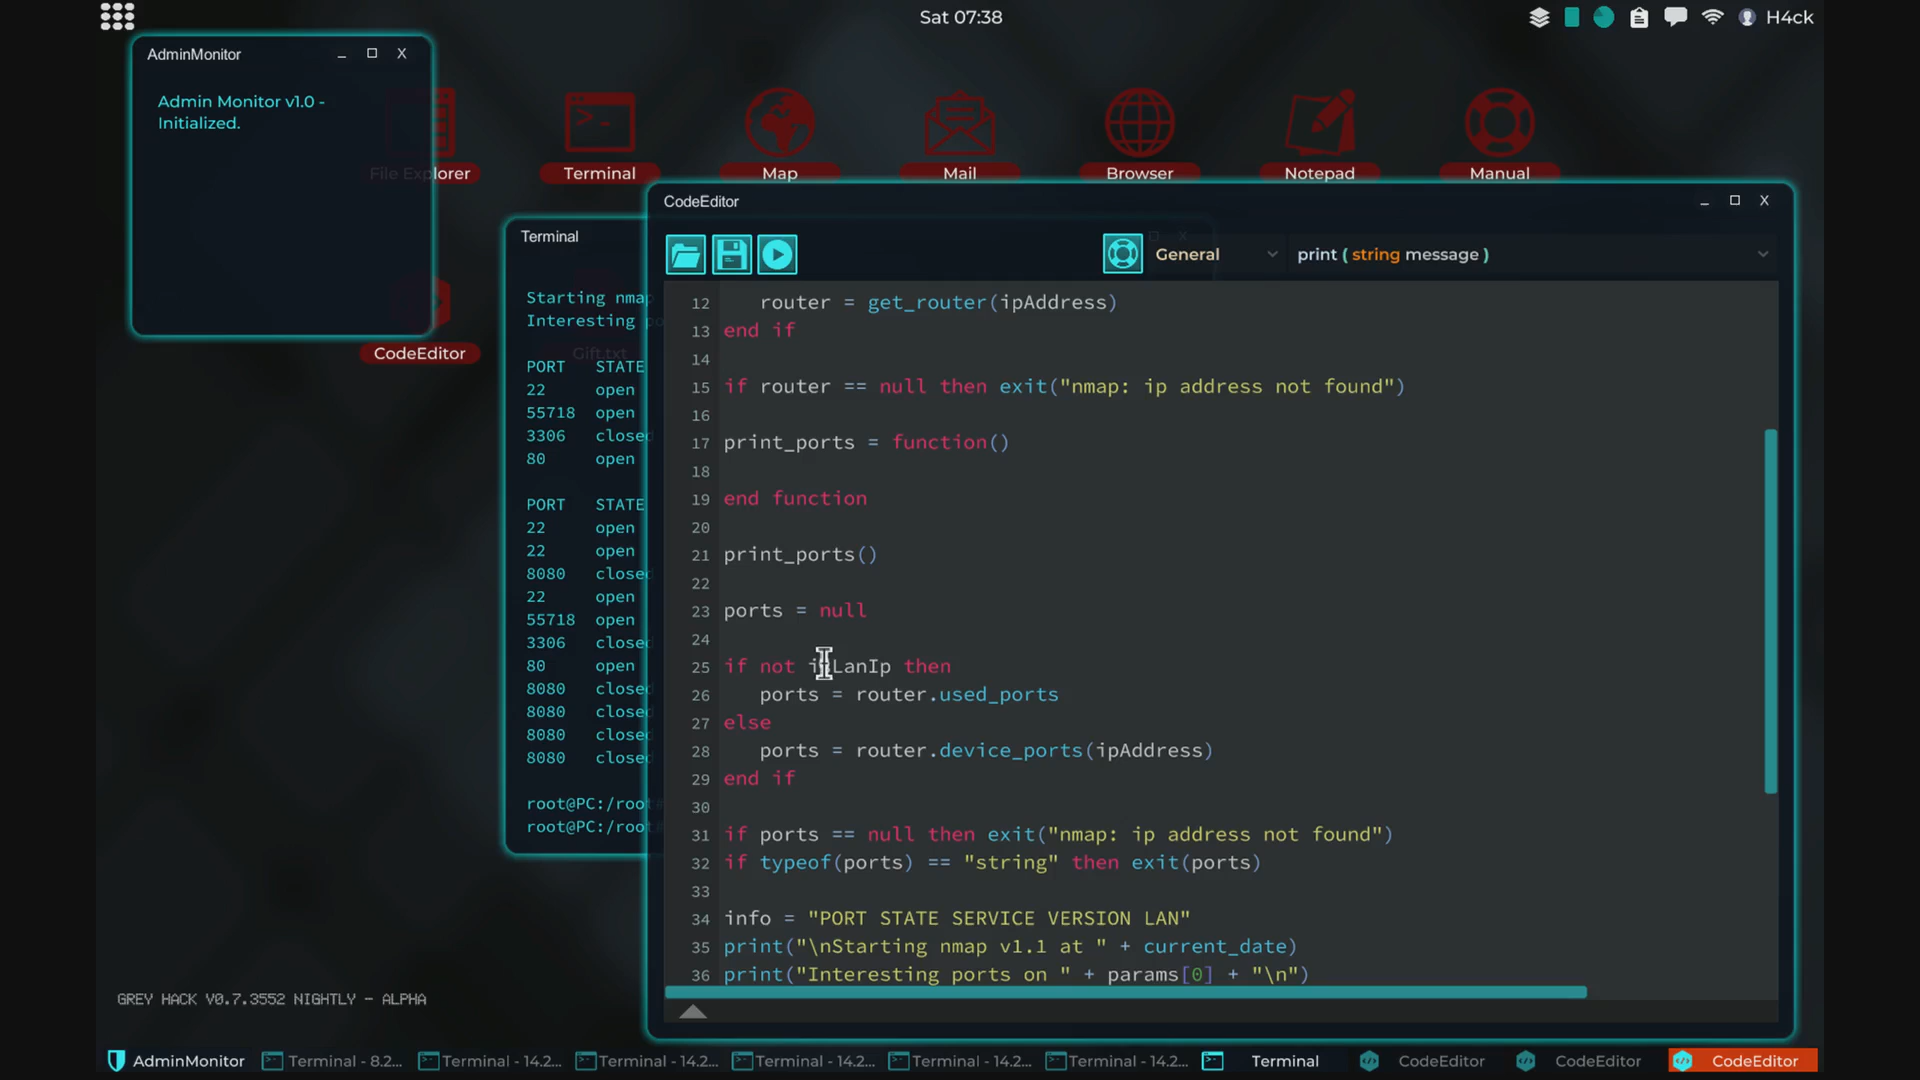 Sat 07:38
H4ck
AdminMonitor
_ X
Admin Monitor v1.0 -
Initialized.
File Explorer
Terminal
Map
Mail
Browser
Notepad
Manual
CodeEditor
Gift.txt
Terminal
Starting nmap
Interesting
PORT STATE
22 open
55718 open
3306 closed
80 open
PORT STATE
22 open
22 open
8080 closed
22 open
55718 open
3306 closed
80 open
8080 closed
8080 closed
8080 closed
8080 closed
root@PC:/root
root@PC:/root
CodeEditor
_ X
General
print ( string message )
12 router = get_router(ipAddress)
13 end if
14
15 if router == null then exit("nmap: ip address not found")
16
17 print_ports = function()
18
19 end function
20
21 print_ports()
22
23 ports = null
24
25 if not isLanIp then
26 ports = router.used_ports
27 else
28 ports = router.device_ports(ipAddress)
29 end if
30
31 if ports == null then exit("nmap: ip address not found")
32 if typeof(ports) == "string" then exit(ports)
33
34 info = "PORT STATE SERVICE VERSION LAN"
35 print("\nStarting nmap v1.1 at " + current_date)
36 print("Interesting ports on " + params[0] + "\n")
GREY HACK V0.7.3552 NIGHTLY - ALPHA
AdminMonitor
Terminal - 8.2...
Terminal - 14.2...
Terminal - 14.2...
Terminal - 14.2...
Terminal - 14.2...
Terminal - 14.2...
Terminal
CodeEditor
CodeEditor
CodeEditor